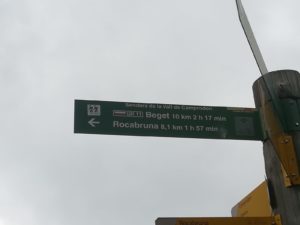 Senders de la Vall de Camprodon
Beget 10 km 2 h 17 min
Rocabruna 8,1 km 1 h 57 min